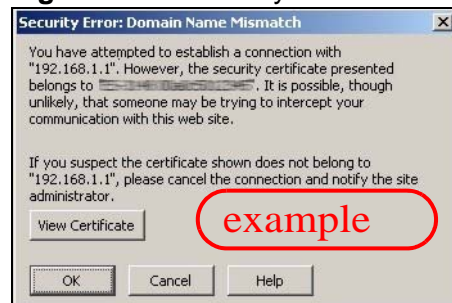 Security Error: Domain Name Mismatch
You have attempted to establish a connection with
"192.168.1.1". However, the security certificate presented
belongs to . It is possible, though
unlikely, that someone may be trying to intercept your
communication with this web site.
If you suspect the certificate shown does not belong to
"192.168.1.1", please cancel the connection and notify the site
administrator.
View Certificate
example
OK Cancel Help